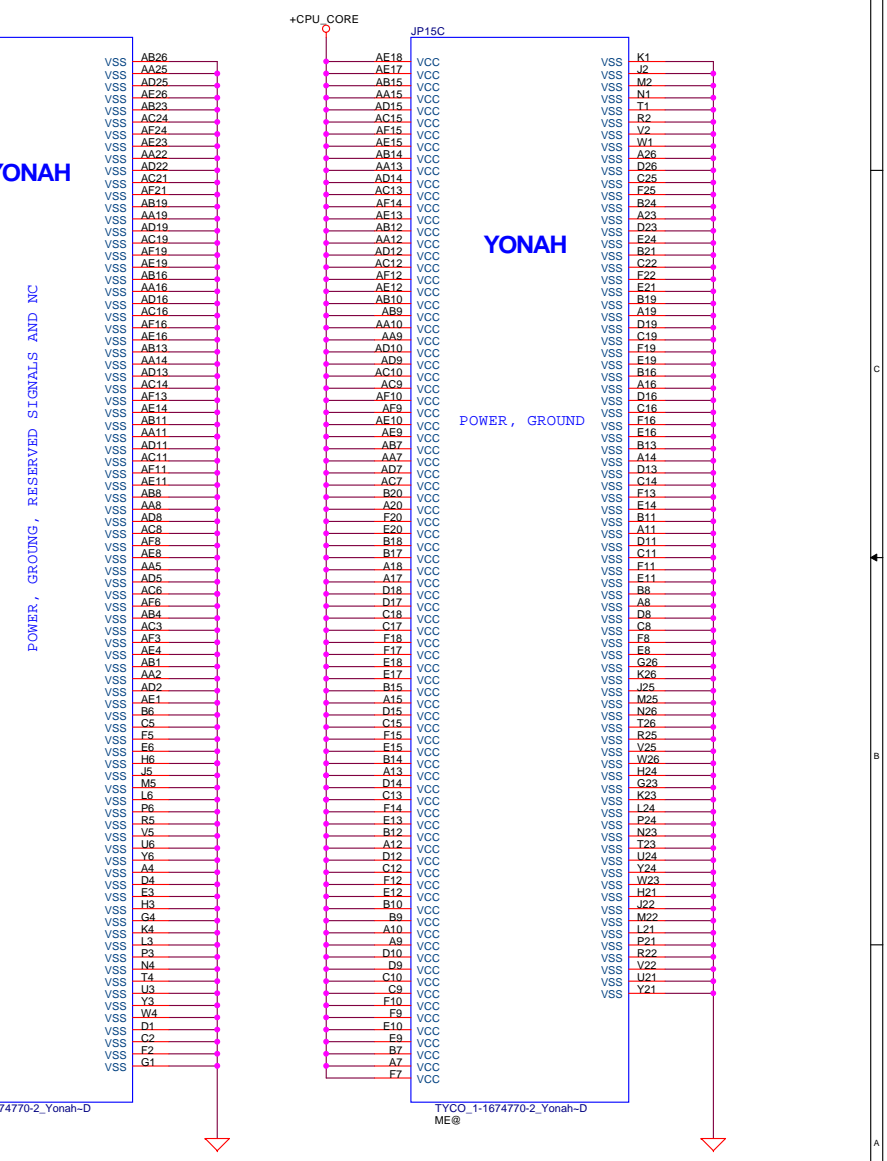 +CPU_CORE
JP15C
VSS AB26
VSS AA25
VSS AD25
VSS AE26
VSS AB23
VSS AC24
VSS AF24
VSS AE23
VSS AA22
VSS AD22
VSS AC21
VSS AF21
VSS AB19
VSS AA19
VSS AD19
VSS AC19
VSS AF19
VSS AE19
VSS AB16
VSS AA16
VSS AD16
VSS AC16
VSS AF16
VSS AE16
VSS AB13
VSS AA14
VSS AD13
VSS AC14
VSS AF13
VSS AE14
VSS AB11
VSS AA11
VSS AD11
VSS AC11
VSS AF11
VSS AE11
VSS AB8
VSS AA8
VSS AD8
VSS AC8
VSS AF8
VSS AE8
VSS AA5
VSS AD5
VSS AC6
VSS AF6
VSS AB4
VSS AC3
VSS AF3
VSS AE4
VSS AB1
VSS AA2
VSS AD2
VSS AE1
VSS B6
VSS C5
VSS F5
VSS E6
VSS H6
VSS J5
VSS M5
VSS L6
VSS P6
VSS R5
VSS V5
VSS U6
VSS Y6
VSS A4
VSS D4
VSS E3
VSS H3
VSS G4
VSS K4
VSS L3
VSS P3
VSS N4
VSS T4
VSS U3
VSS Y3
VSS W4
VSS D1
VSS C2
VSS F2
VSS G1
YONAH
POWER, GROUNG, RESERVED SIGNALS AND NC
74770-2_Yonah~D
AE18 VCC
AE17 VCC
AB15 VCC
AA15 VCC
AD15 VCC
AC15 VCC
AF15 VCC
AE15 VCC
AB14 VCC
AA13 VCC
AD14 VCC
AC13 VCC
AF14 VCC
AE13 VCC
AB12 VCC
AA12 VCC
AD12 VCC
AC12 VCC
AF12 VCC
AE12 VCC
AB10 VCC
AB9 VCC
AA10 VCC
AA9 VCC
AD10 VCC
AD9 VCC
AC10 VCC
AC9 VCC
AF10 VCC
AF9 VCC
AE10 VCC
AE9 VCC
AB7 VCC
AA7 VCC
AD7 VCC
AC7 VCC
B20 VCC
A20 VCC
F20 VCC
E20 VCC
B18 VCC
B17 VCC
A18 VCC
A17 VCC
D18 VCC
D17 VCC
C18 VCC
C17 VCC
F18 VCC
F17 VCC
E18 VCC
E17 VCC
B15 VCC
A15 VCC
D15 VCC
C15 VCC
F15 VCC
E15 VCC
B14 VCC
A13 VCC
D14 VCC
C13 VCC
F14 VCC
E13 VCC
B12 VCC
A12 VCC
D12 VCC
C12 VCC
F12 VCC
E12 VCC
B10 VCC
B9 VCC
A10 VCC
A9 VCC
D10 VCC
D9 VCC
C10 VCC
C9 VCC
F10 VCC
F9 VCC
E10 VCC
E9 VCC
B7 VCC
A7 VCC
F7 VCC
YONAH
POWER, GROUND
VSS K1
VSS J2
VSS M2
VSS N1
VSS T1
VSS R2
VSS V2
VSS W1
VSS A26
VSS D26
VSS C25
VSS F25
VSS B24
VSS A23
VSS D23
VSS E24
VSS B21
VSS C22
VSS F22
VSS E21
VSS B19
VSS A19
VSS D19
VSS C19
VSS F19
VSS E19
VSS B16
VSS A16
VSS D16
VSS C16
VSS F16
VSS E16
VSS B13
VSS A14
VSS D13
VSS C14
VSS F13
VSS E14
VSS B11
VSS A11
VSS D11
VSS C11
VSS F11
VSS E11
VSS B8
VSS A8
VSS D8
VSS C8
VSS F8
VSS E8
VSS G26
VSS K26
VSS J25
VSS M25
VSS N26
VSS T26
VSS R25
VSS V25
VSS W26
VSS H24
VSS G23
VSS K23
VSS L24
VSS P24
VSS N23
VSS T23
VSS U24
VSS Y24
VSS W23
VSS H21
VSS J22
VSS M22
VSS L21
VSS P21
VSS R22
VSS V22
VSS U21
VSS Y21
TYCO_1-1674770-2_Yonah~D
ME@
C
B
A